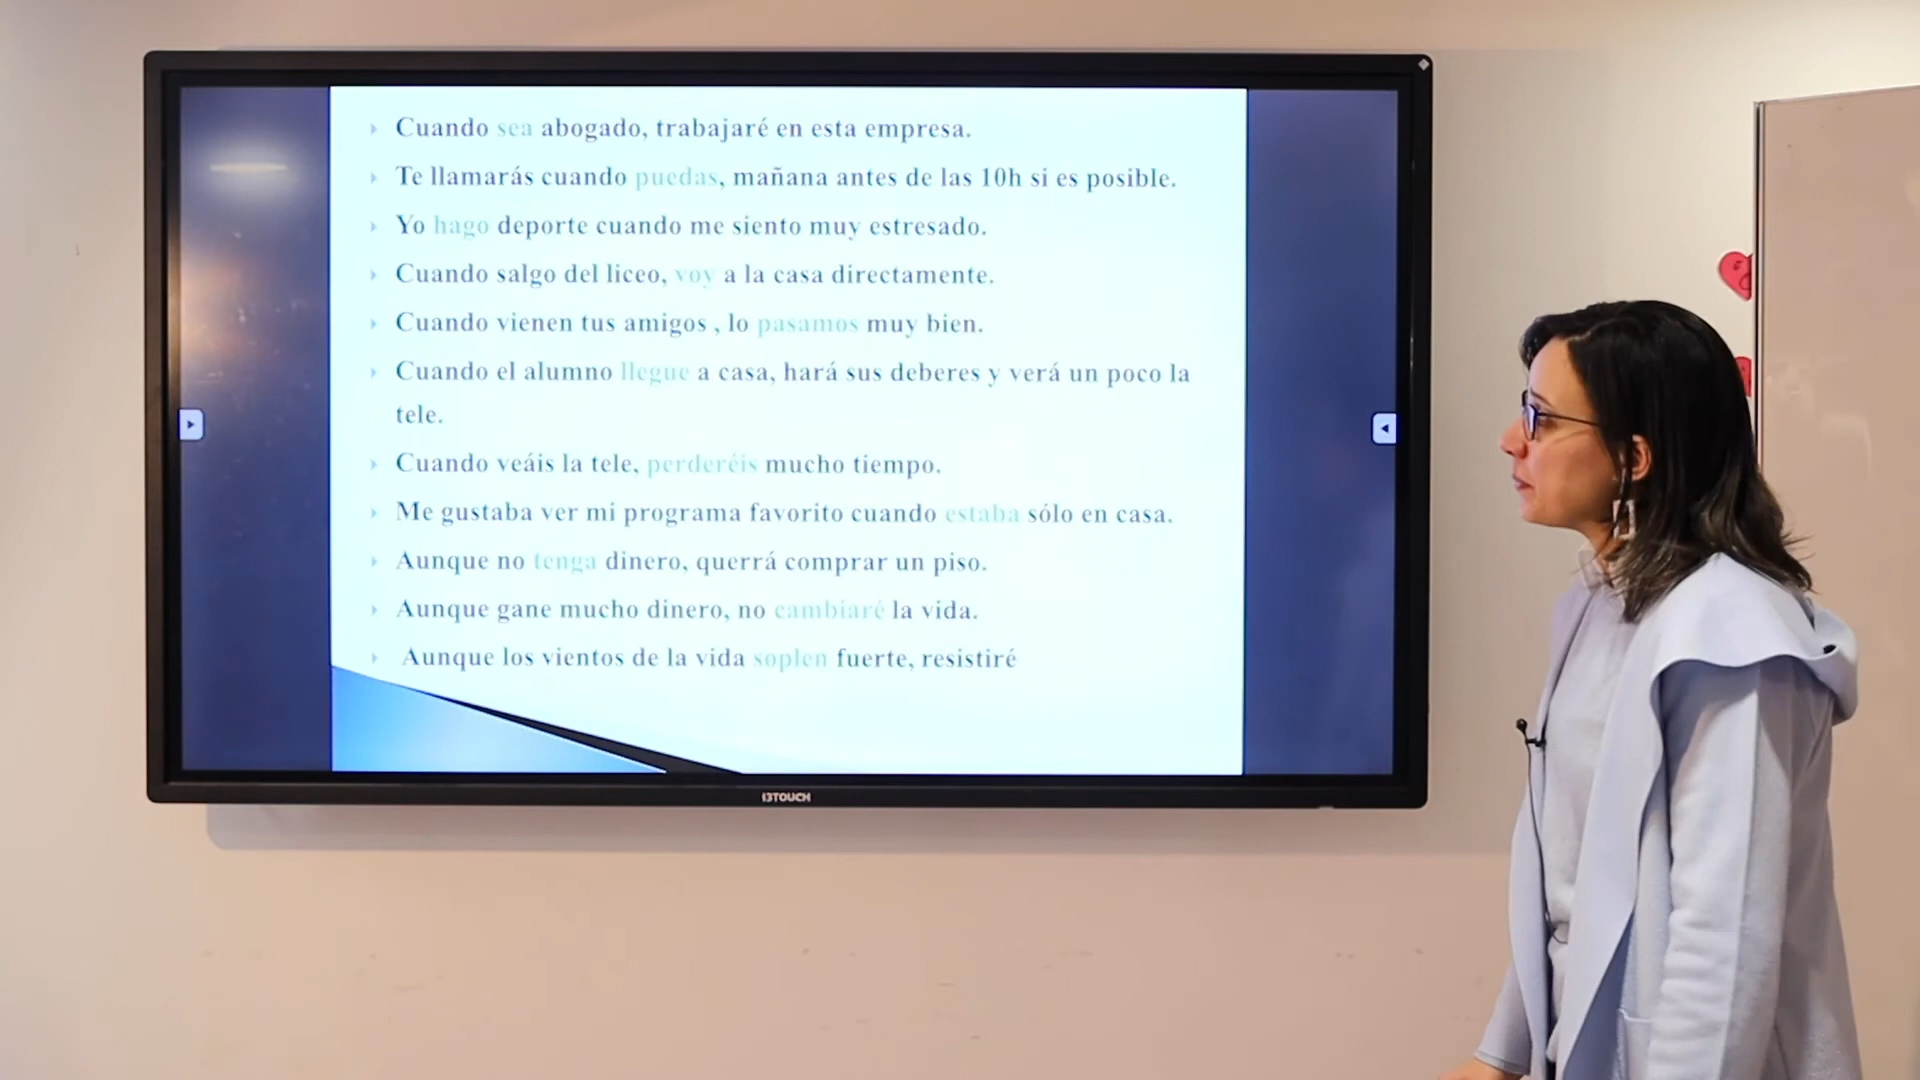 Cuando sea abogado, trabajaré en esta empresa.
Te llamarás cuando puedas, mañana antes de las 10h si es posible.
Yo hago deporte cuando me siento muy estresado.
Cuando salgo del liceo, voy a la casa directamente.
Cuando vienen tus amigos , lo pasamos muy bien.
Cuando el alumno llegue a casa, hará sus deberes y verá un poco la
tele.
Cuando veáis la tele, perderéis mucho tiempo.
Me gustaba ver mi programa favorito cuando estaba sólo en casa.
Aunque no tenga dinero, querrá comprar un piso.
Aunque gane mucho dinero, no cambiaré la vida.
Aunque los vientos de la vida soplen fuerte, resistiré
i3TOUCH